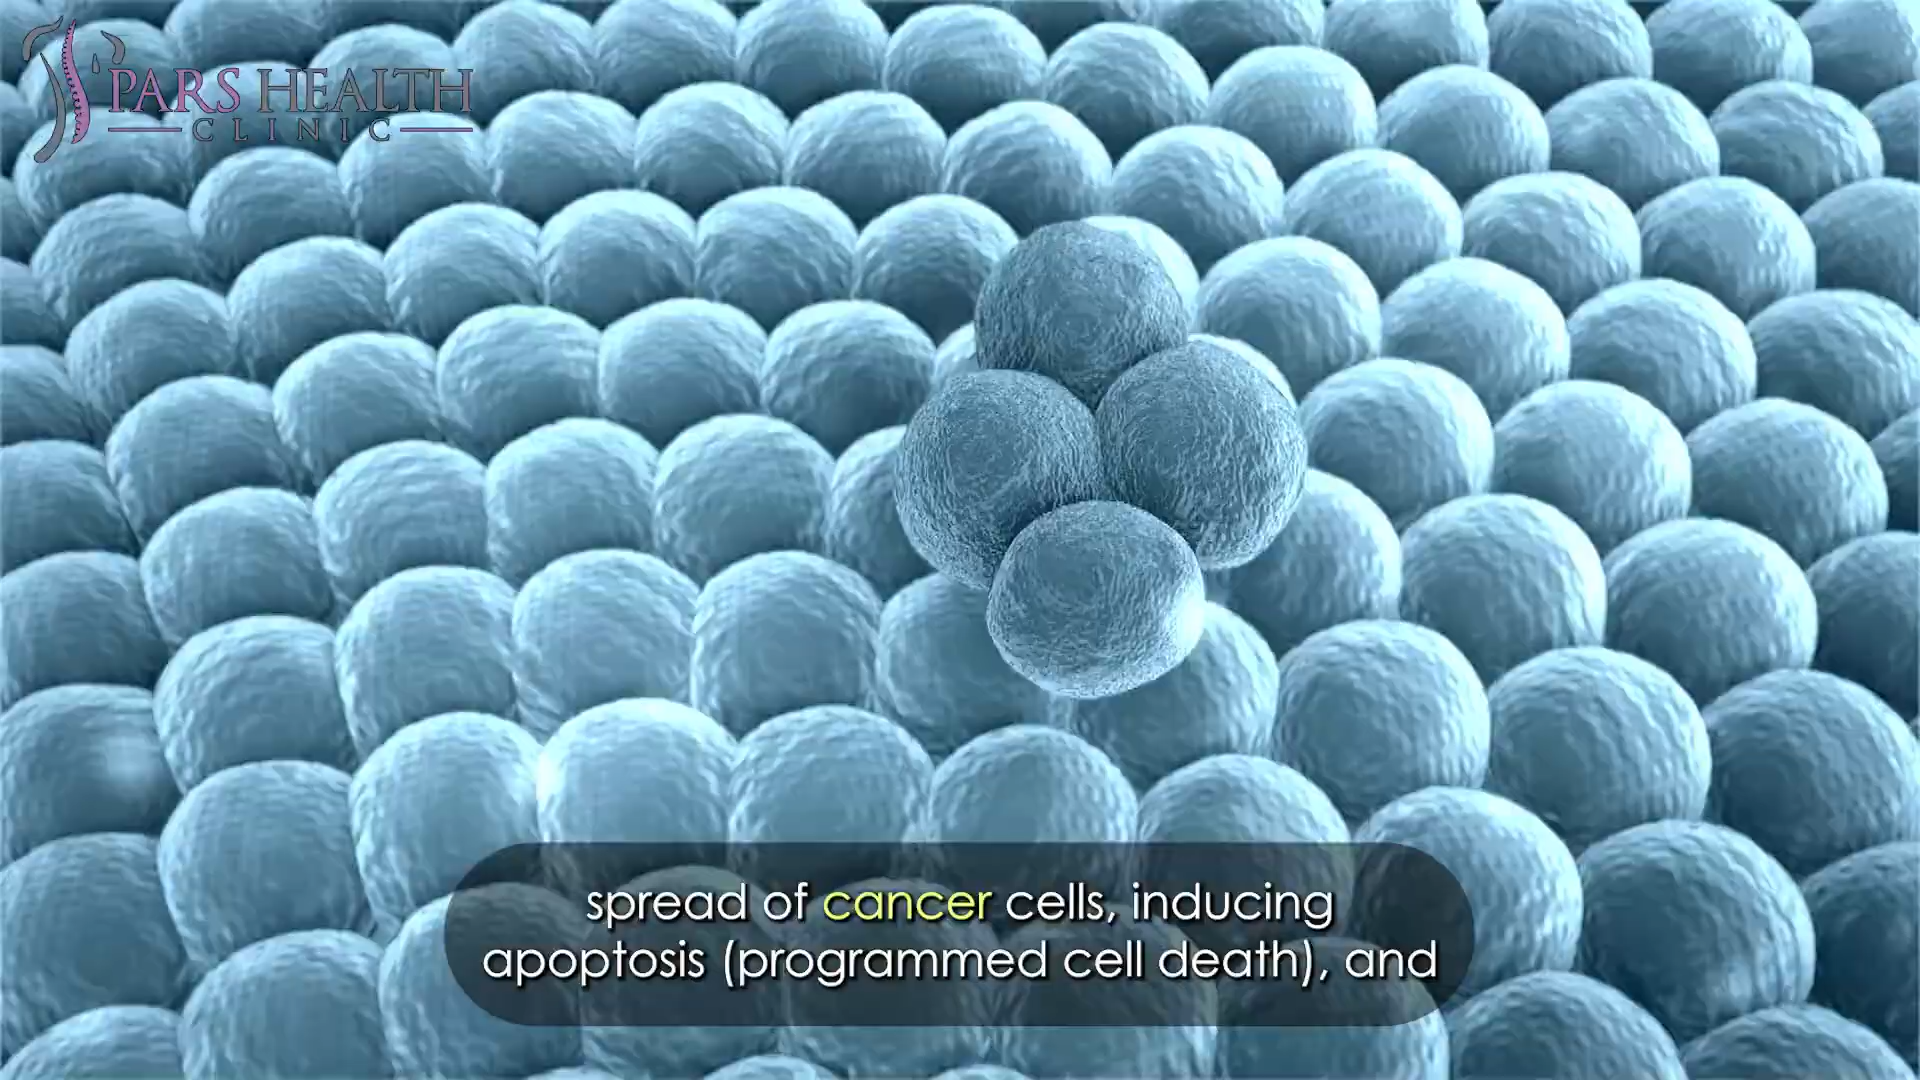 PARS HEALTH
CLINIC
spread of cancer cells, inducing
apoptosis (programmed cell death), and